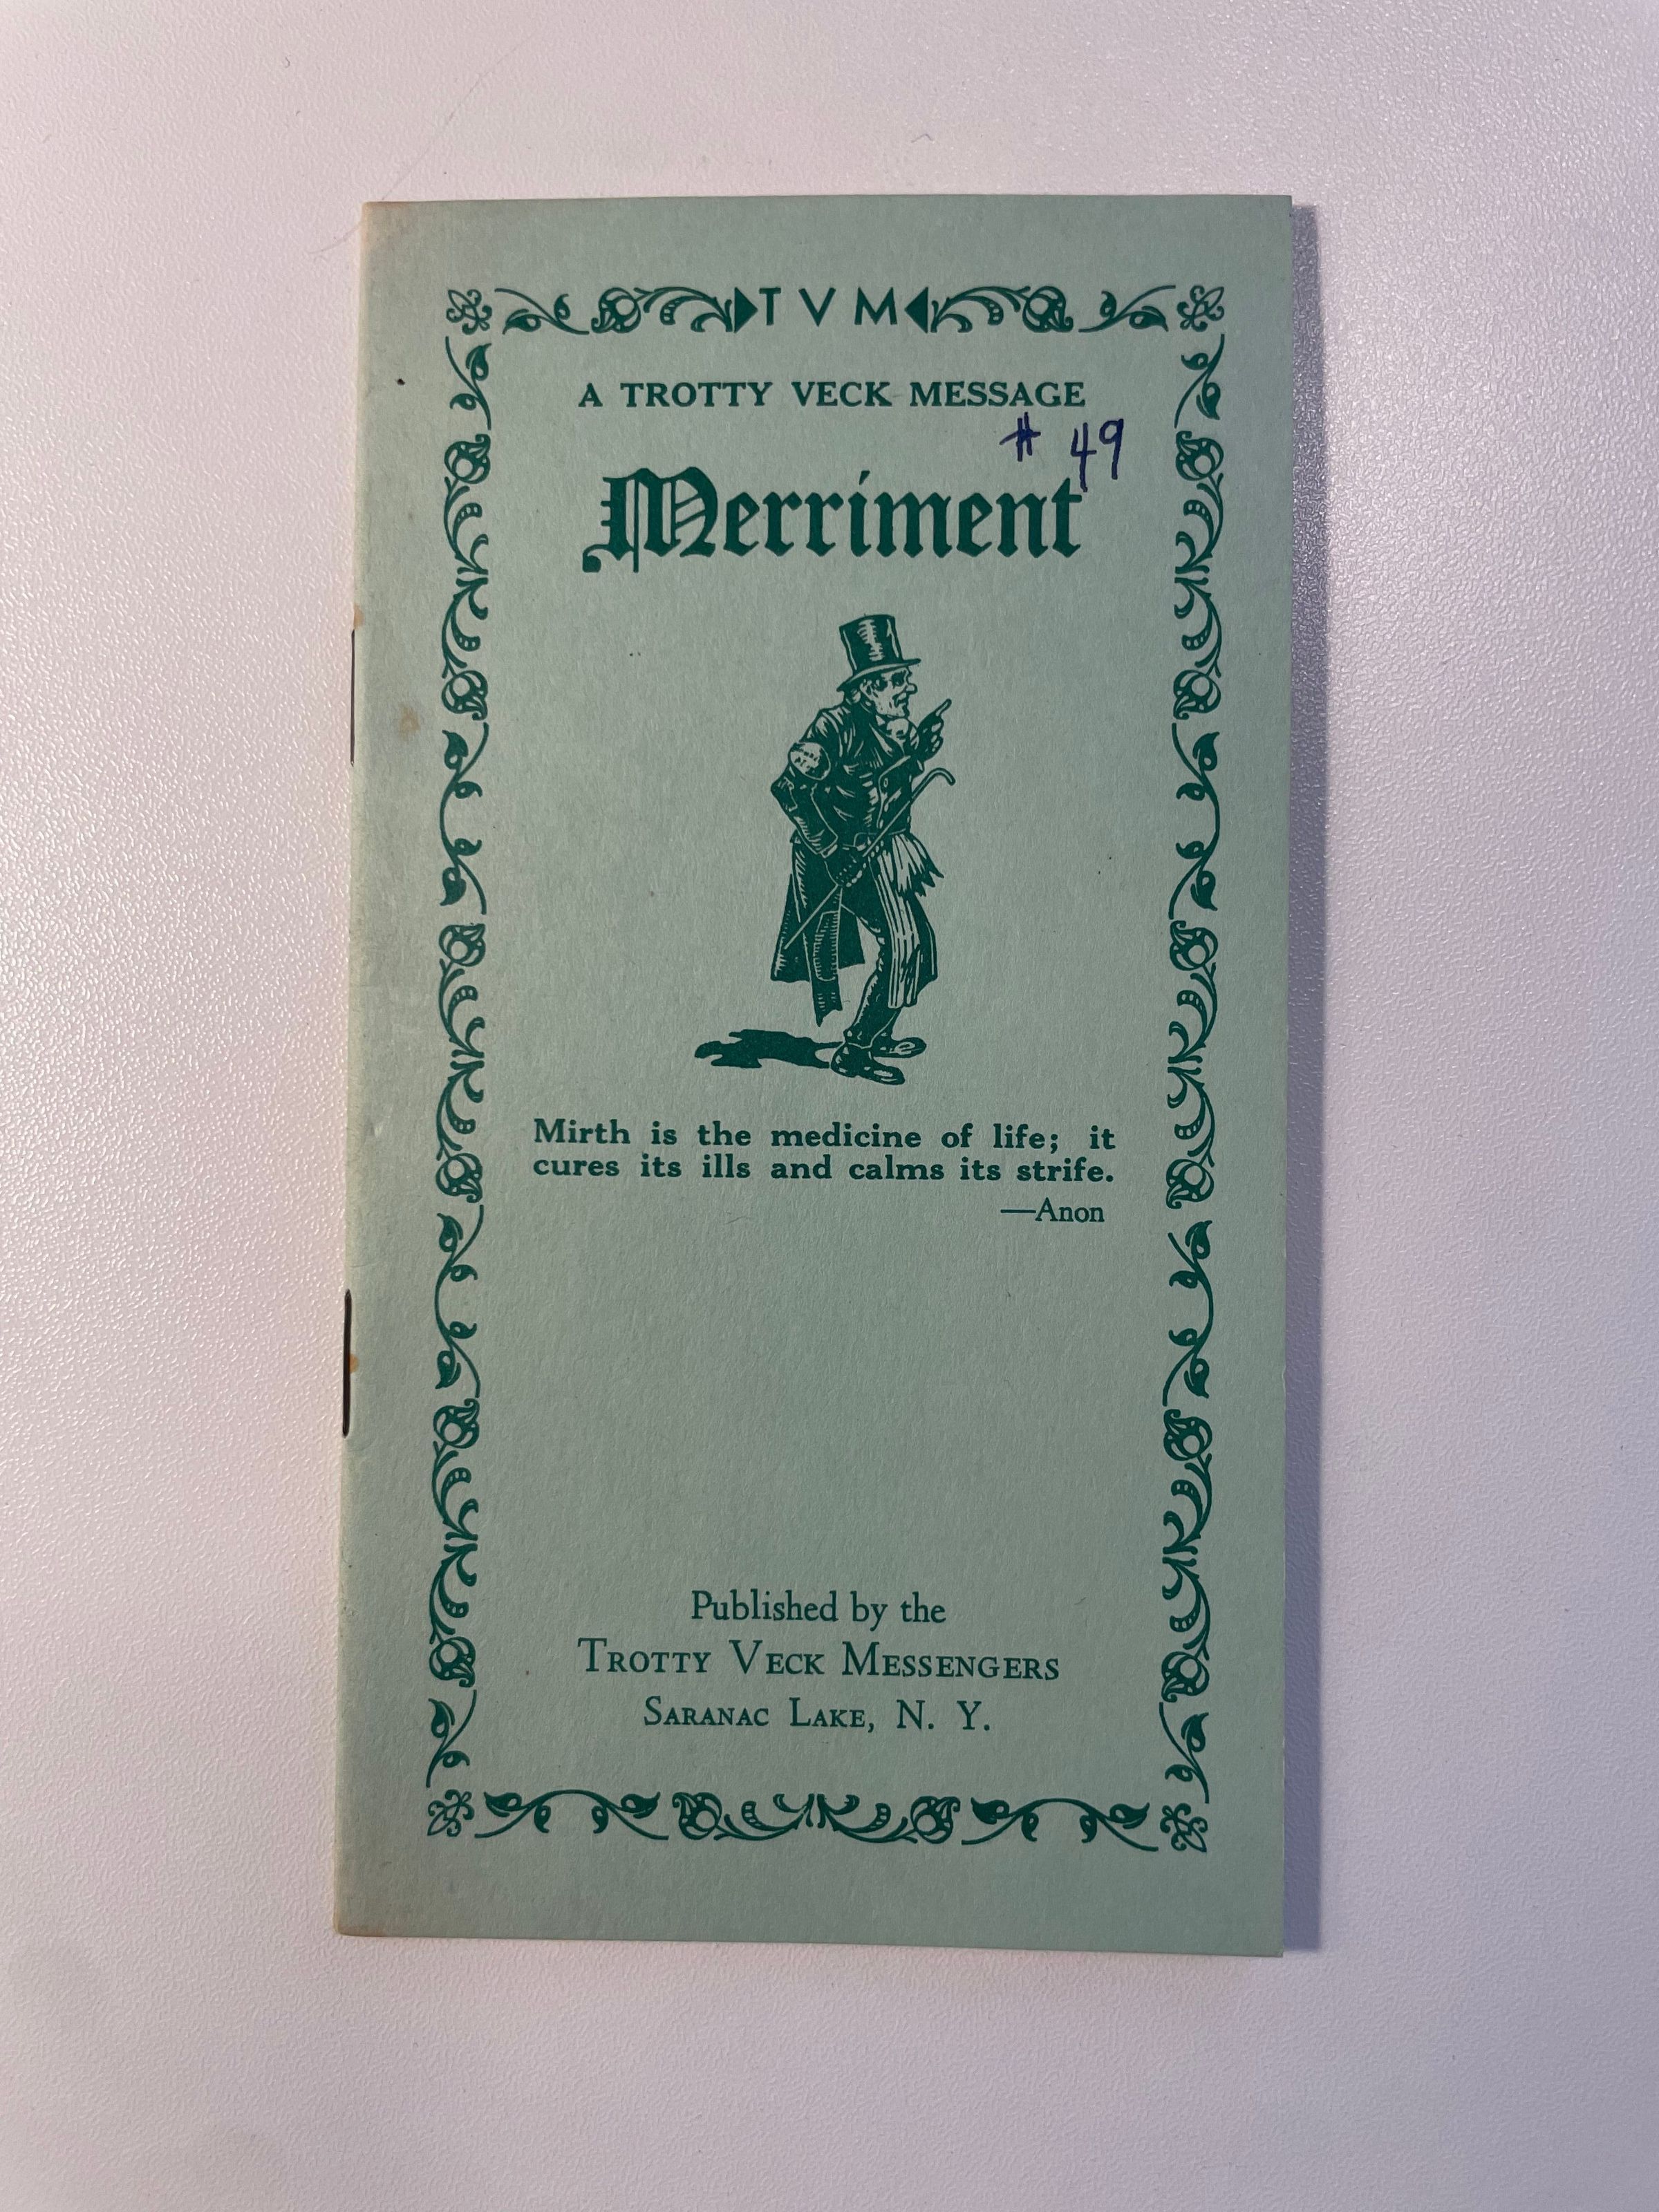 T V M
A TROTTY VECK MESSAGE
# 49
Merriment
Mirth is the medicine of life; it
cures its ills and calms its strife.
—Anon
Published by the
TROTTY VECK MESSENGERS
SARANAC LAKE, N. Y.